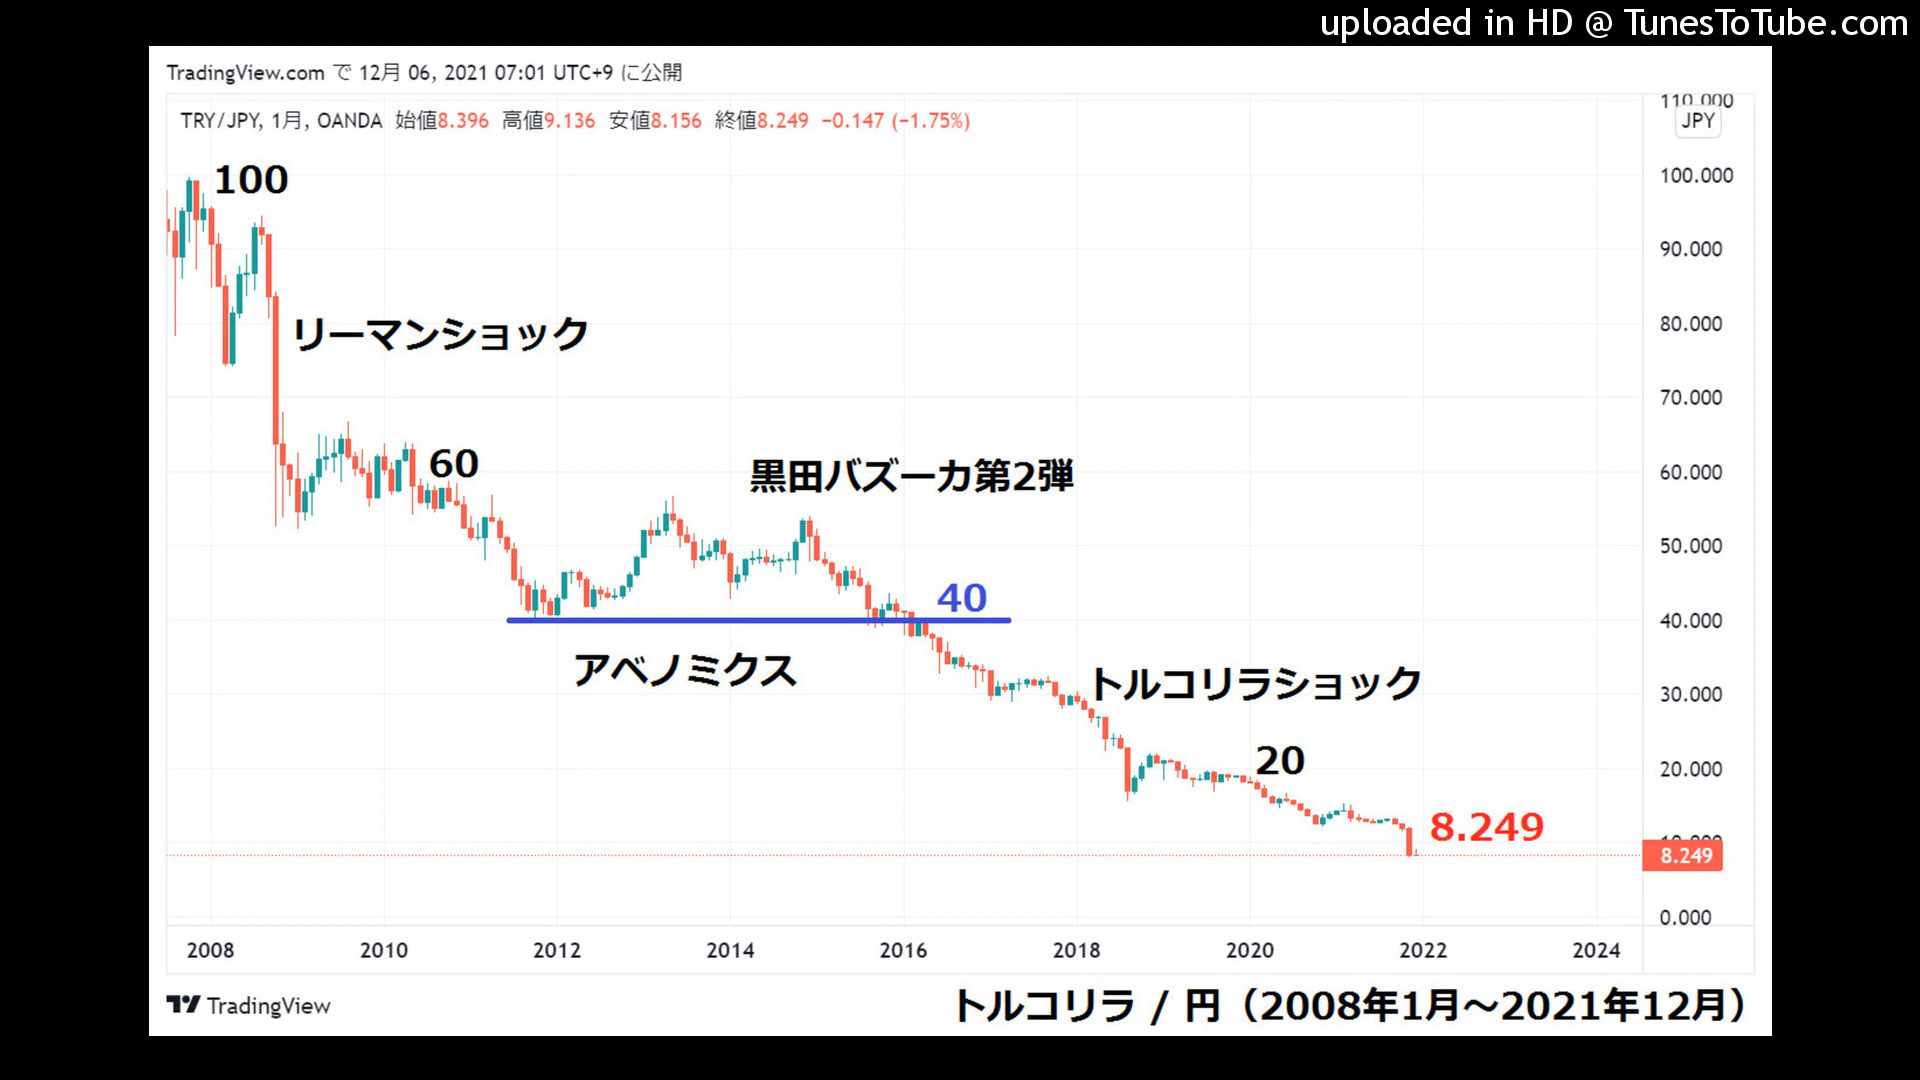 uploaded in HD @ TunesToTube.com
TradingView.com で 12月 06, 2021 07:01 UTC+9 に公開
TRY/JPY, 1月, OANDA 始値8.396 高値9.136 安値8.156 終値8.249 −0.147 (−1.75%)
110.000
JPY
100
100.000
90.000
リーマンショック
80.000
70.000
60
黒田バズーカ第2弾
60.000
50.000
40
40.000
アベノミクス
トルコリラショック
30.000
20
20.000
8.249
10.000
8.249
0.000
2008 2010 2012 2014 2016 2018 2020 2022 2024
TradingView
トルコリラ / 円（2008年1月～2021年12月）